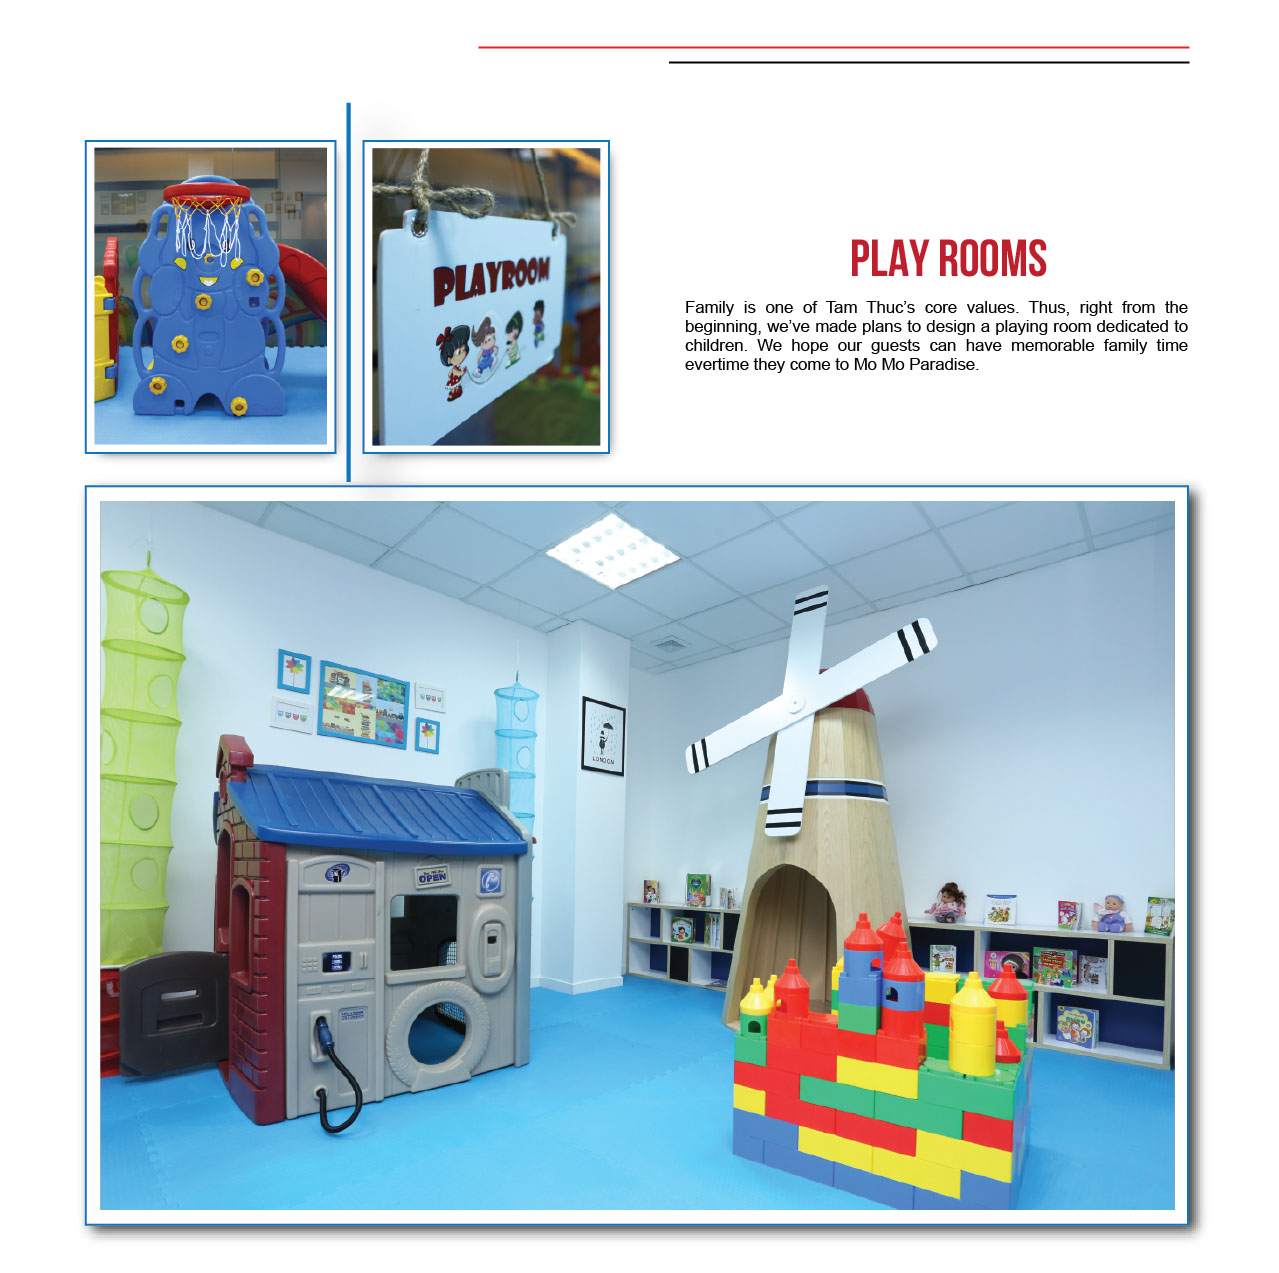 PLAYROOM
PLAY ROOMS
Family is one of Tam Thuc’s core values. Thus, right from the
beginning, we’ve made plans to design a playing room dedicated to
children. We hope our guests can have memorable family time
evertime they come to Mo Mo Paradise.
LONDON
OPEN